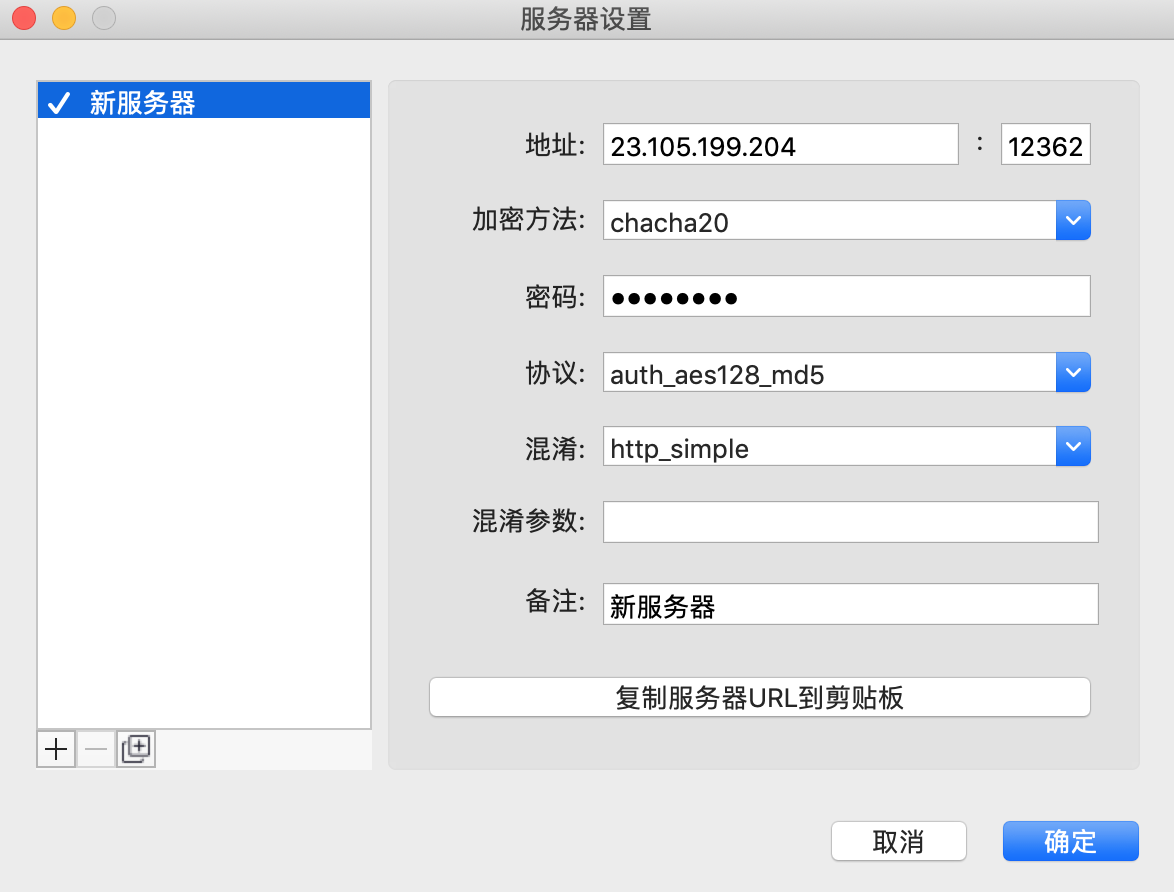 服务器设置
新服务器
地址: 23.105.199.204 : 12362
加密方法: chacha20
密码: ●●●●●●●●
协议: auth_aes128_md5
混淆: http_simple
混淆参数:
备注: 新服务器
复制服务器URL到剪贴板
取消 确定